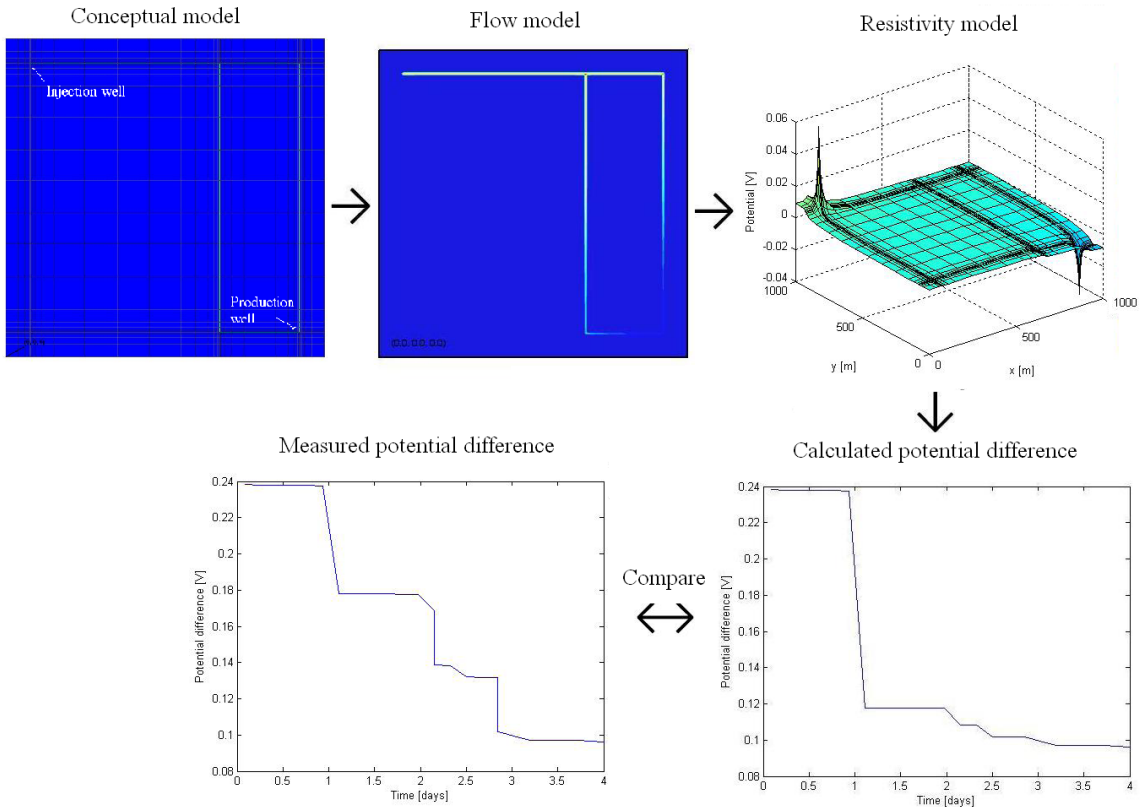 Conceptual model
Flow model
Resistivity model
Injection well
Production
well
(0.0, 0.0, 0.0)
0.06
0.04
0.02
0
-0.02
-0.04
Potential [V]
1000
500
0
y [m]
0
500
1000
x [m]
Measured potential difference
Calculated potential difference
0.24
0.22
0.2
0.18
0.16
0.14
0.12
0.1
0.08
Potential difference [V]
0 0.5 1 1.5 2 2.5 3 3.5 4
Time [days]
Compare
0.24
0.22
0.2
0.18
0.16
0.14
0.12
0.1
0.08
Potential difference [V]
0 0.5 1 1.5 2 2.5 3 3.5 4
Time [days]